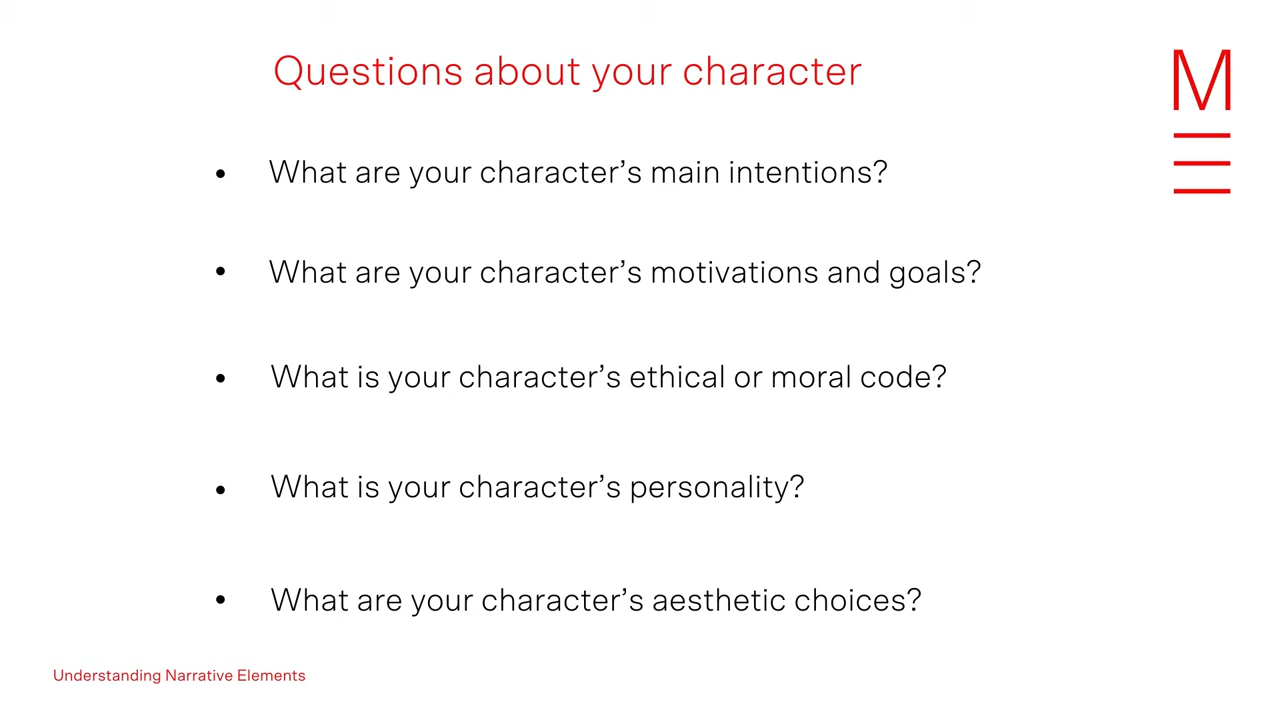 Questions about your character
M
• What are your character’s main intentions?
• What are your character’s motivations and goals?
• What is your character’s ethical or moral code?
• What is your character’s personality?
• What are your character’s aesthetic choices?
Understanding Narrative Elements